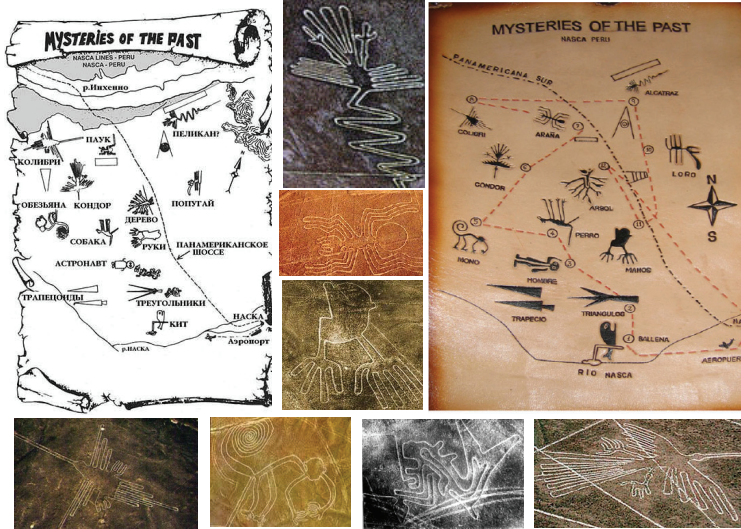 MYSTERIES OF THE PAST
NASCA LINES - PERU
NASCA - PERU
р.Инхенио
ПАУК
ПЕЛИКАН?
КОЛИБРИ
ОБЕЗЬЯНА
КОНДОР
ПОПУГАЙ
ДЕРЕВО
СОБАКА
РУКИ
ПАНАМЕРИКАНСКОЕ
ШОССЕ
АСТРОНАВТ
ТРАПЕЦОИДЫ
ТРЕУГОЛЬНИКИ
КИТ
НАСКА
р.НАСКА
Аэропорт
MYSTERIES OF THE PAST
NASCA PERU
PANAMERICANA SUR
ALCATRAZ
COLIBRI
ARAÑA
LORO
CONDOR
ARBOL
N
S
PERRO
MONO
MANOS
HOMBRE
TRAPECIO
TRIANGULOS
BALLENA
RIO NASCA